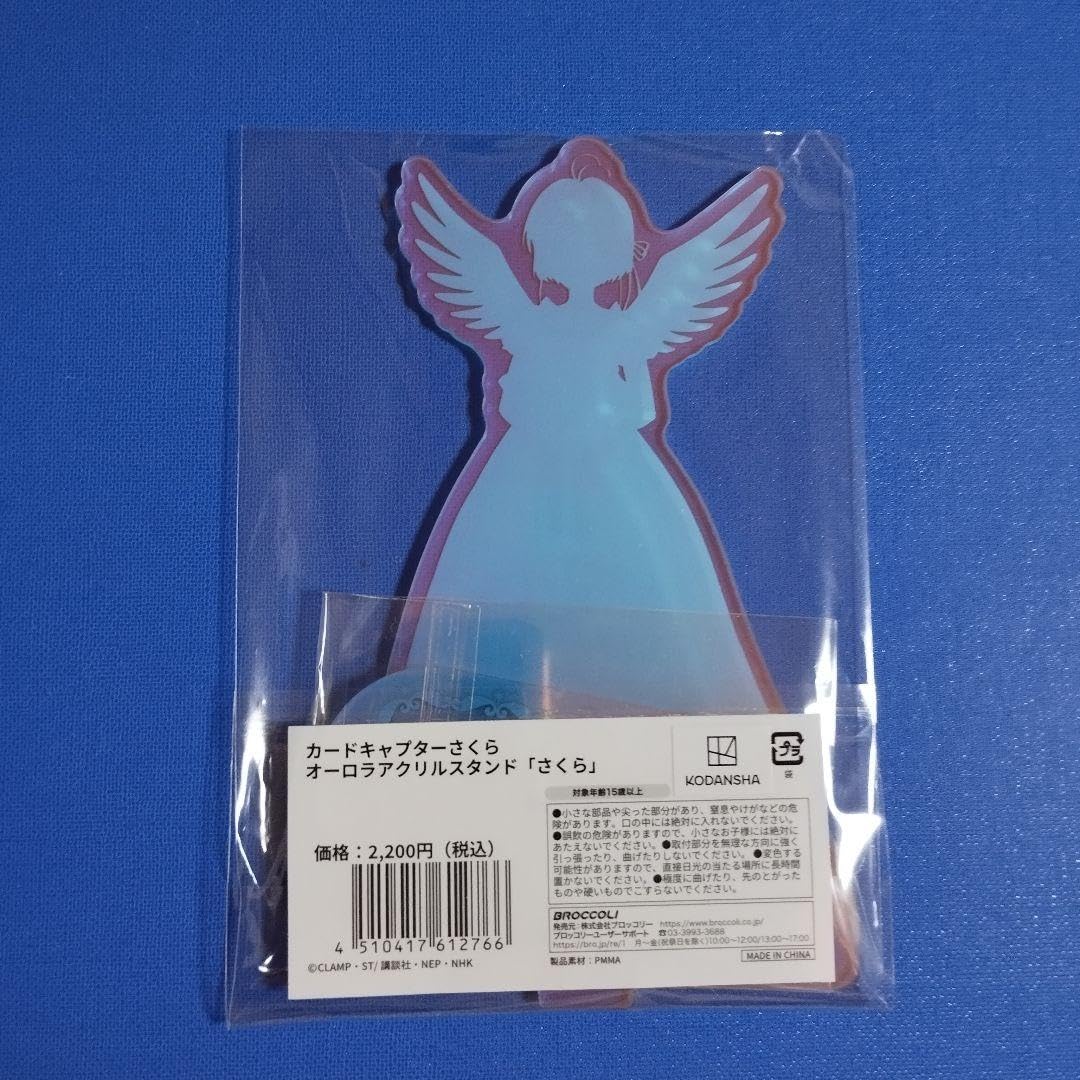 カードキャプターさくら
オーロラアクリルスタンド「さくら」
KODANSHA
プラ
袋
対象年齢15歳以上
価格：2,200円（税込）
●小さな部品や尖った部分があり、窒息やけがなどの危
険があります。口の中には絶対に入れないでください。
●誤飲の危険がありますので、小さなお子様には絶対に
あたえないでください。●取付部分を無理な方向に強く
引っ張ったり、曲げたりしないでください。●変色する
可能性がありますので、直接日光の当たる場所に長時間
置かないでください。●極度に曲げたり、先のとがった
ものや硬いものでこすらないでください。
BROCCOLI
発売元：株式会社ブロッコリー https://www.broccoli.co.jp/
ブロッコリーユーザーサポート ☎03-3993-3688
https://bro.jp/re/1 月～金(祝祭日を除く)10:00～12:00/13:00～17:00
製品素材：PMMA
MADE IN CHINA
4 510417 612766
©CLAMP・ST/講談社・NEP・NHK